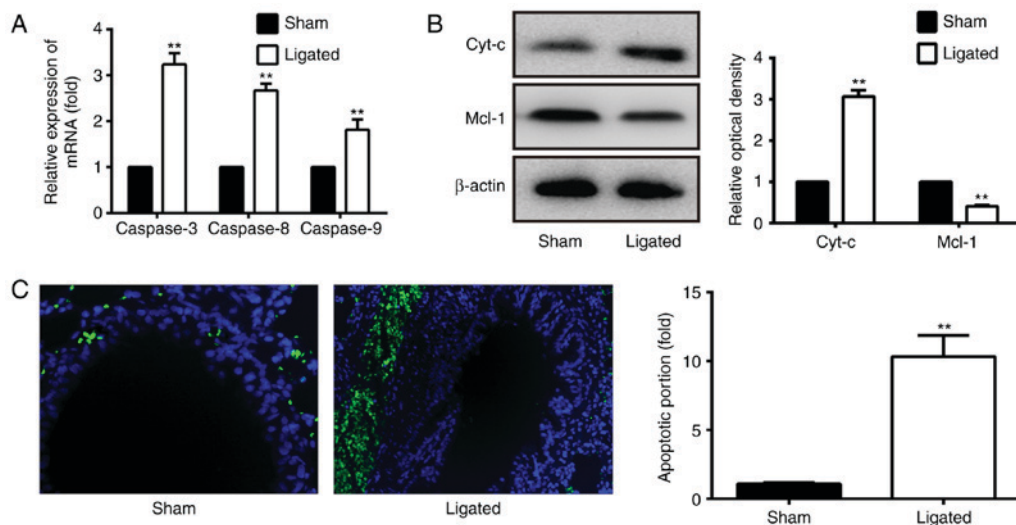 A
Sham
Ligated
**
**
**
Relative expression of
mRNA (fold)
4
3
2
1
0
Caspase-3 Caspase-8 Caspase-9
B
Cyt-c
Mcl-1
β-actin
Sham Ligated
Sham
Ligated
**
**
Relative optical density
4
3
2
1
0
Cyt-c Mcl-1
C
Sham
Ligated
Apoptotic portion (fold)
15
10
5
0
**
Sham Ligated